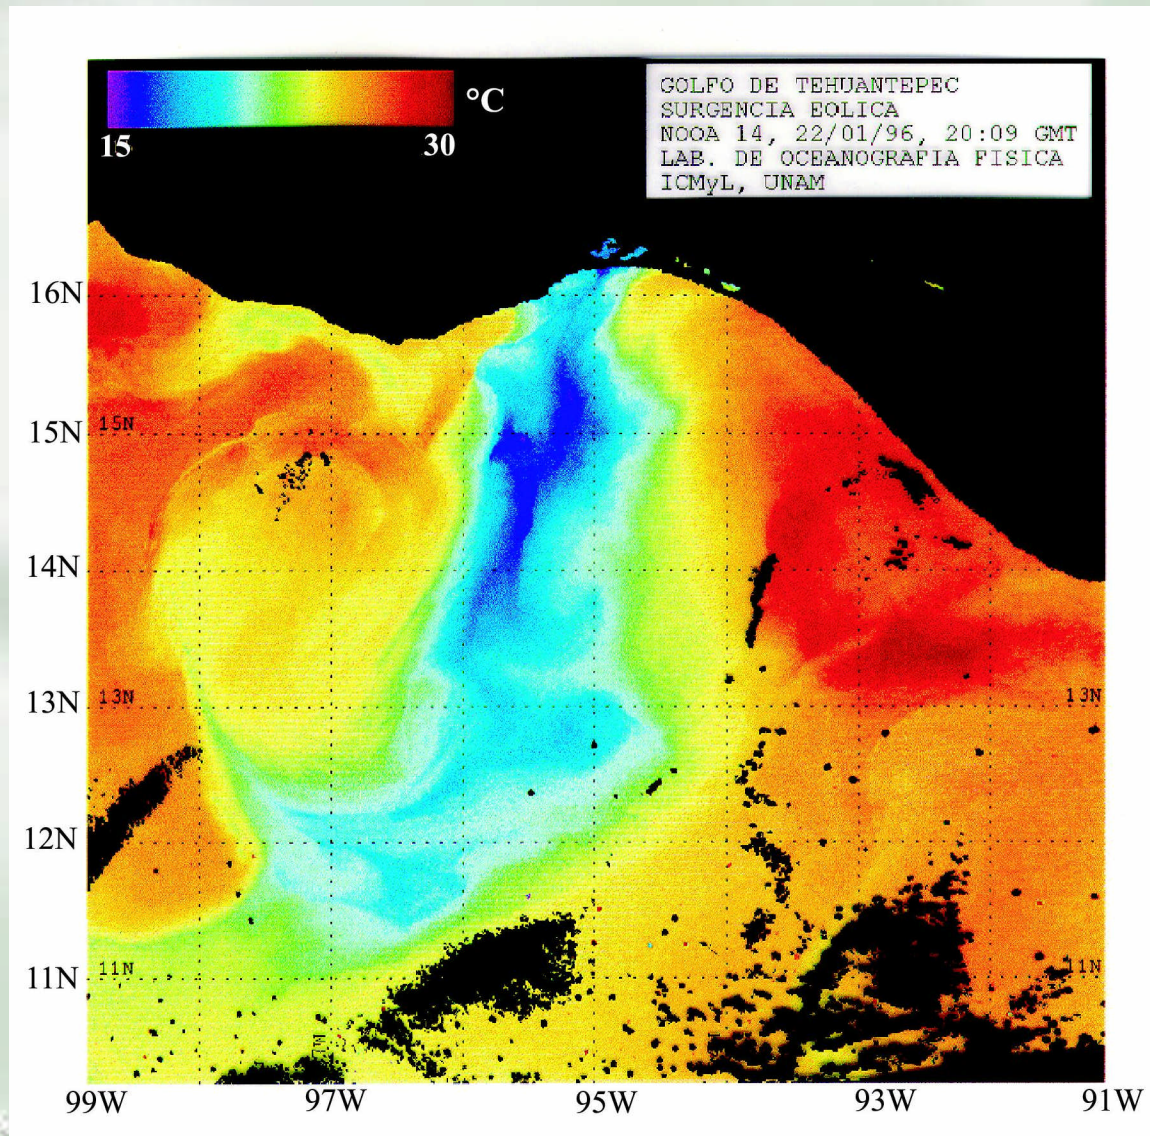 °C
15 30
GOLFO DE TEHUANTEPEC
SURGENCIA EOLICA
NOOA 14, 22/01/96, 20:09 GMT
LAB. DE OCEANOGRAFIA FISICA
ICMyL, UNAM
16N
15N 15N
14N
13N 13N 13N
12N
11N 11N 11N
99W 97W 95W 93W 91W